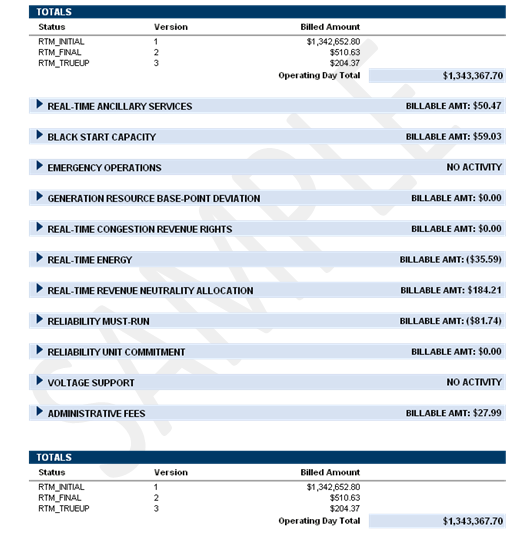 TOTALS
Status Version Billed Amount
RTM_INITIAL 1 $1,342,652.80
RTM_FINAL 2 $510.63
RTM_TRUEUP 3 $204.37
Operating Day Total $1,343,367.70
REAL-TIME ANCILLARY SERVICES BILLABLE AMT: $50.47
BLACK START CAPACITY BILLABLE AMT: $59.03
EMERGENCY OPERATIONS NO ACTIVITY
GENERATION RESOURCE BASE-POINT DEVIATION BILLABLE AMT: $0.00
REAL-TIME CONGESTION REVENUE RIGHTS BILLABLE AMT: $0.00
REAL-TIME ENERGY BILLABLE AMT: ($35.59)
REAL-TIME REVENUE NEUTRALITY ALLOCATION BILLABLE AMT: $184.21
RELIABILITY MUST-RUN BILLABLE AMT: ($81.74)
RELIABILITY UNIT COMMITMENT BILLABLE AMT: $0.00
VOLTAGE SUPPORT NO ACTIVITY
ADMINISTRATIVE FEES BILLABLE AMT: $27.99
SAMPLE
TOTALS
Status Version Billed Amount
RTM_INITIAL 1 $1,342,652.80
RTM_FINAL 2 $510.63
RTM_TRUEUP 3 $204.37
Operating Day Total $1,343,367.70